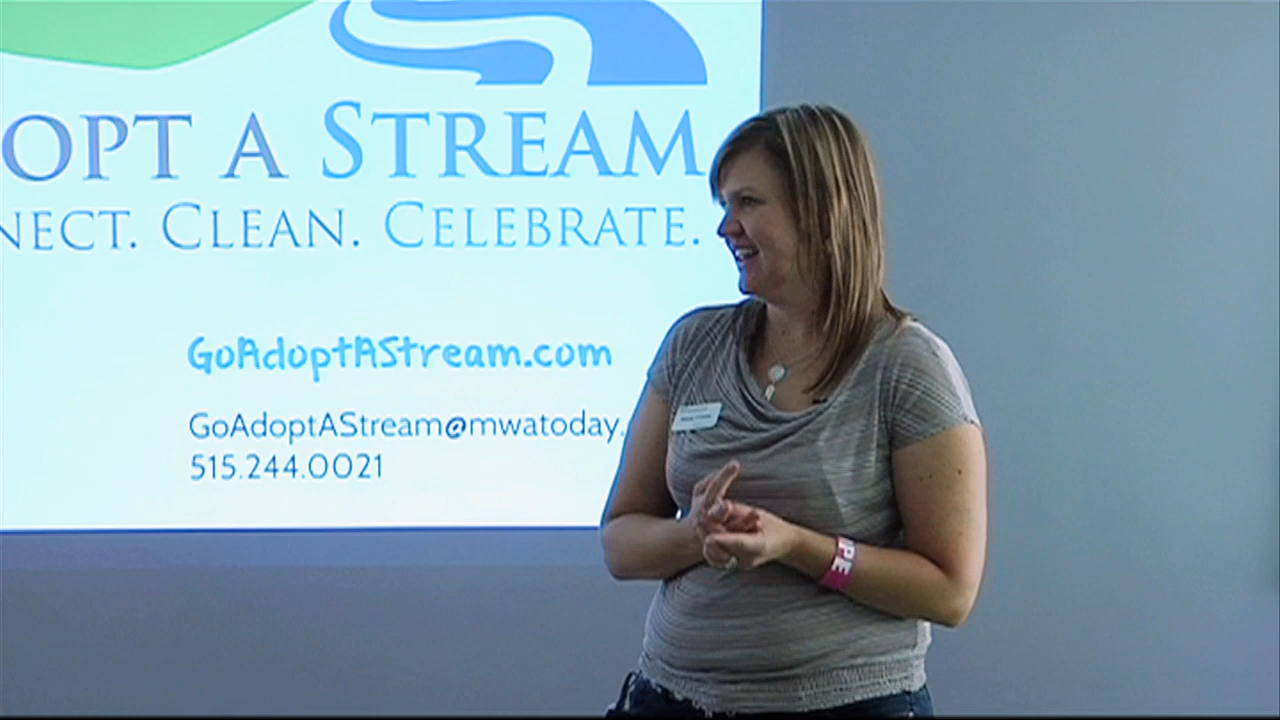 OPT A STREAM
NECT. CLEAN. CELEBRATE.
GoAdoptAStream.com
GoAdoptAStream@mwatoday.
515.244.0021